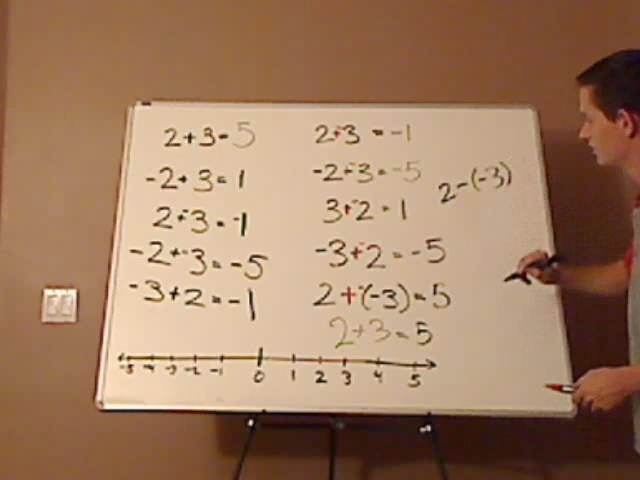 2 + 3 = 5
-2 + 3 = 1
2 + -3 = -1
-2 + -3 = -5
-3 + 2 = -1
2 + -3 = -1
-2 + -3 = -5
3 + -2 = 1
-3 + -2 = -5
2 + -(-3) = 5
2 + 3 = 5
2 - (-3)
-5 -4 -3 -2 -1 0 1 2 3 4 5